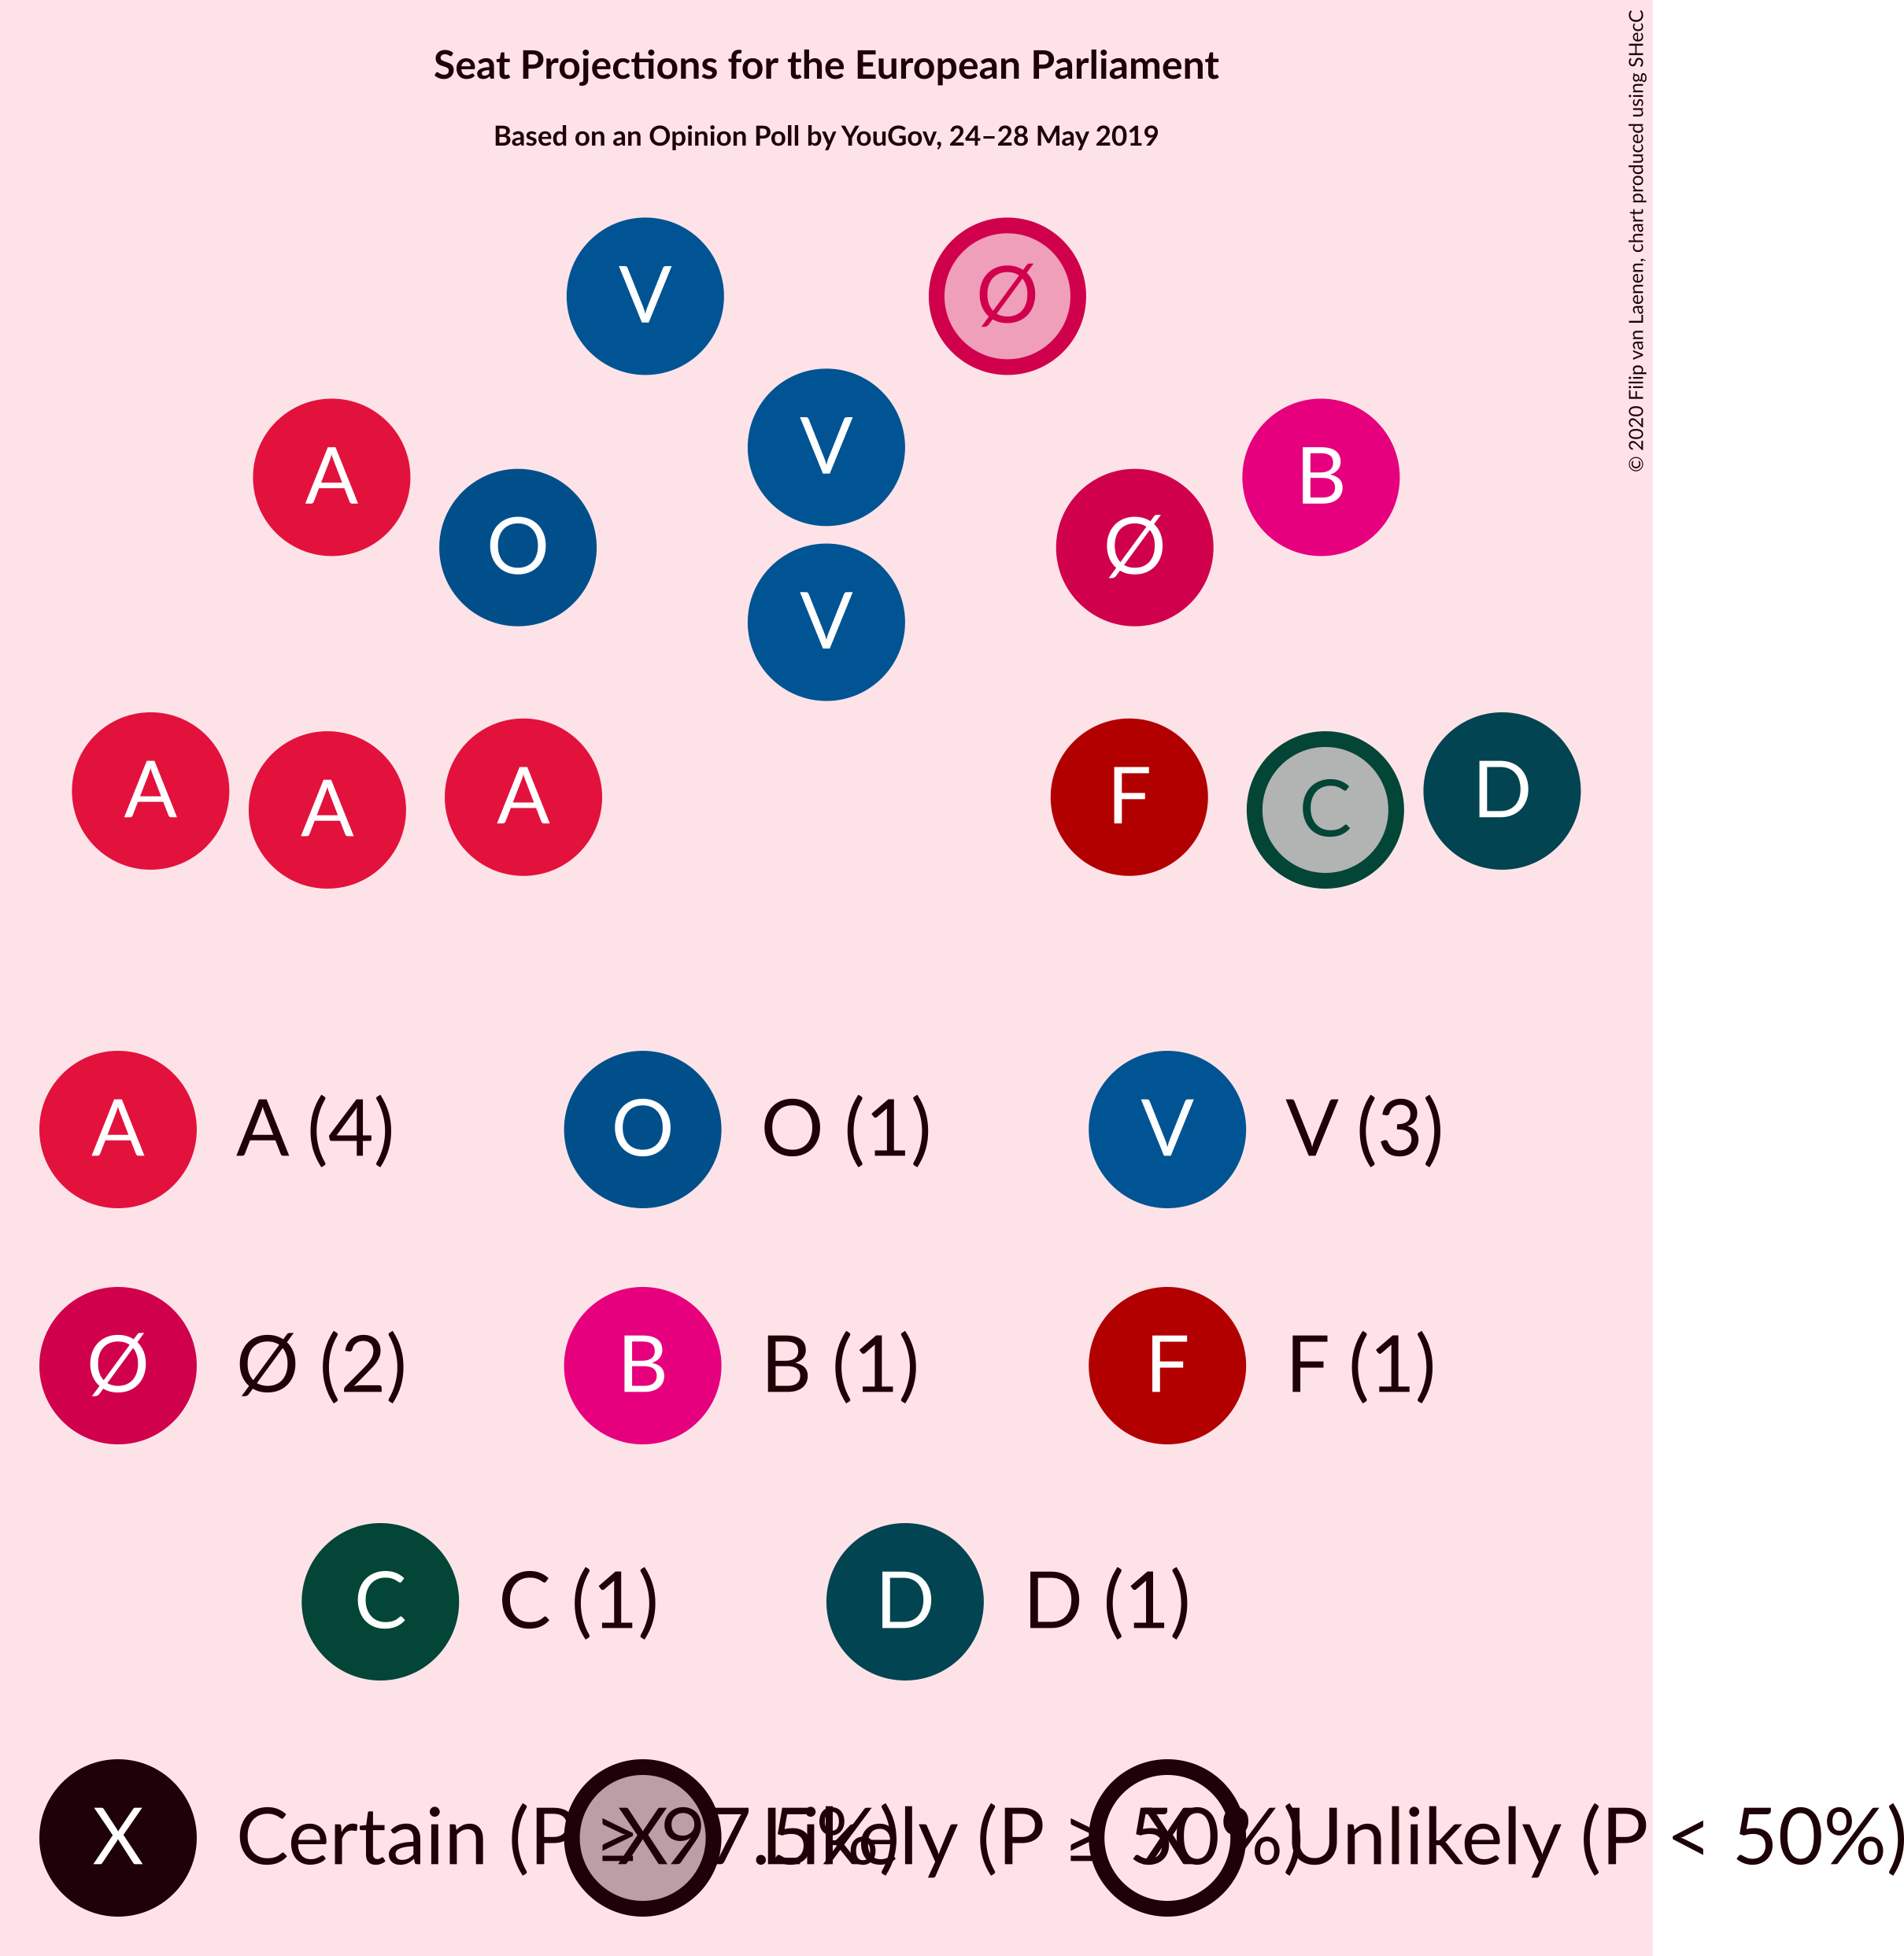 Seat Projections for the European Parliament
Based on an Opinion Poll by YouGov, 24–28 May 2019
© 2020 Filip van Laenen, chart produced using SHecC
V Ø
V
A B
O Ø
V
A A A F C D
A A (4) O O (1) V V (3)
Ø Ø (2) B B (1) F F (1)
C C (1) D D (1)
X Certain (P ≥ 97.5%) X Likely (P ≥ 50%) X Unlikely (P < 50%)